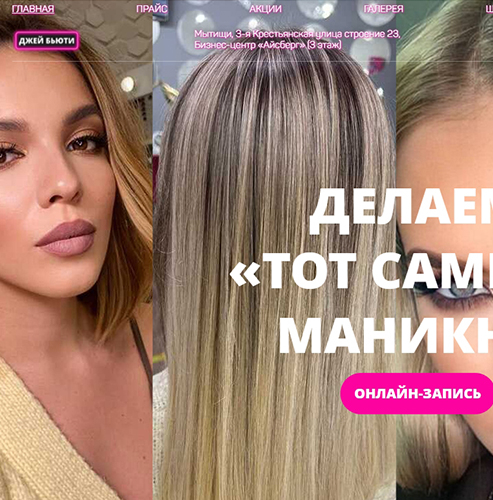 ГЛАВНАЯ ПРАЙС АКЦИИ ГАЛЕРЕЯ
ДЖЕЙ БЬЮТИ
Мытищи, 3-я Крестьянская улица строение 23,
Бизнес-центр «Айсберг» (3 этаж)
ДЕЛАЕМ
«ТОТ САМЫ
МАНИКЮ
ОНЛАЙН-ЗАПИСЬ